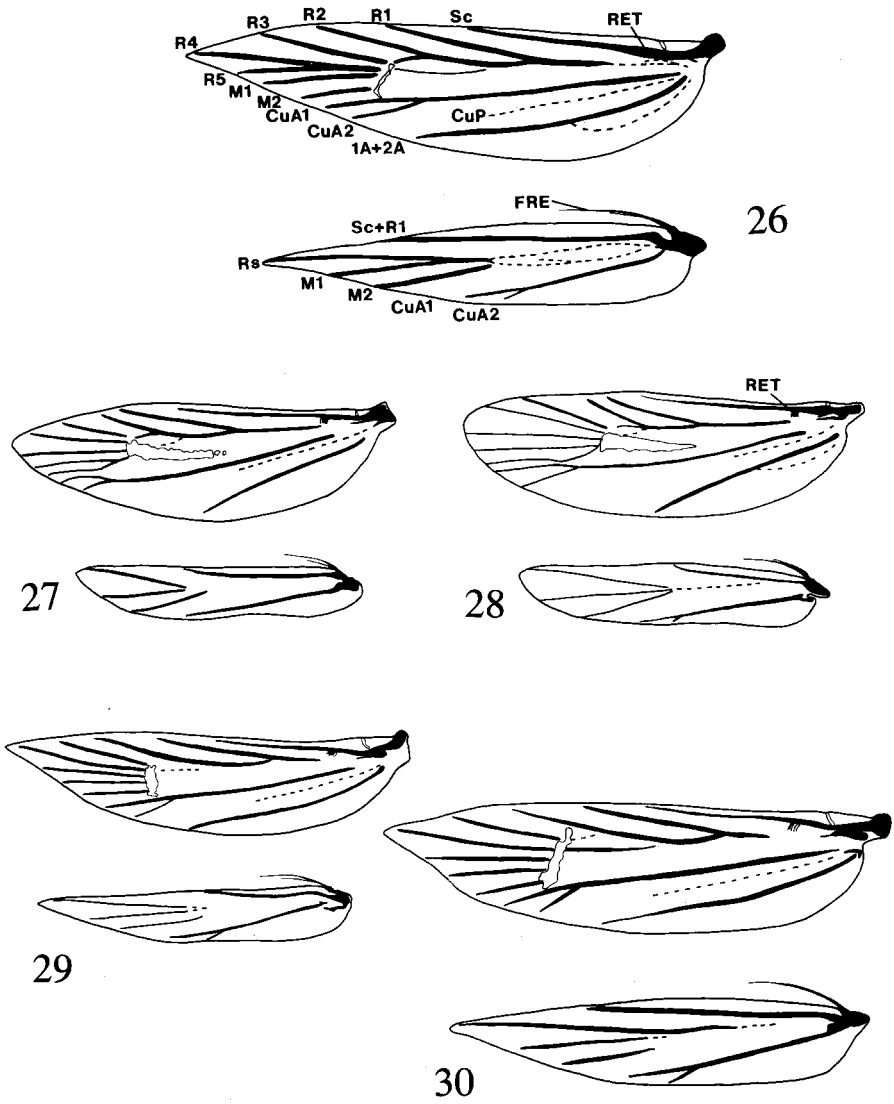 R4
R3
R2
R1
Sc
RET
R5
M1
M2
CuA1
CuA2
CuP
1A+2A
FRE
26
Sc+R1
Rs
M1
M2
CuA1
CuA2
RET
27
28
29
30